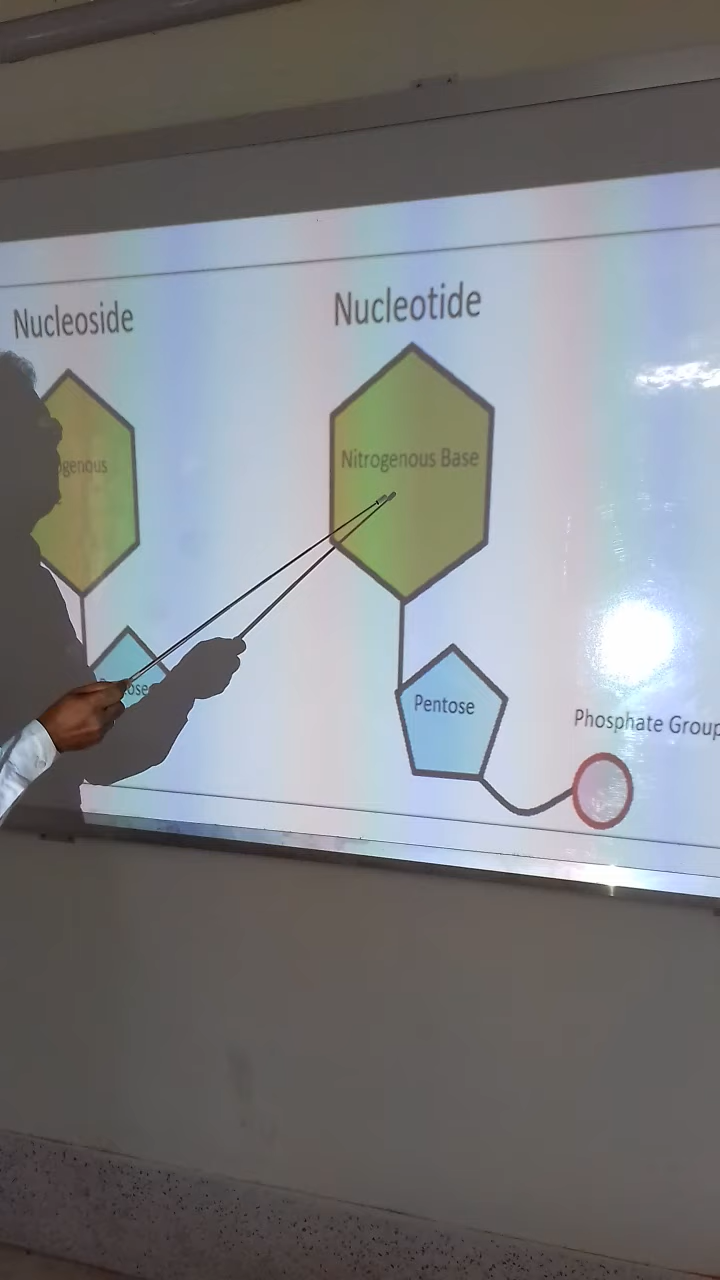 Nucleoside
Nucleotide
Nitrogenous Base
Pentose
Phosphate Group